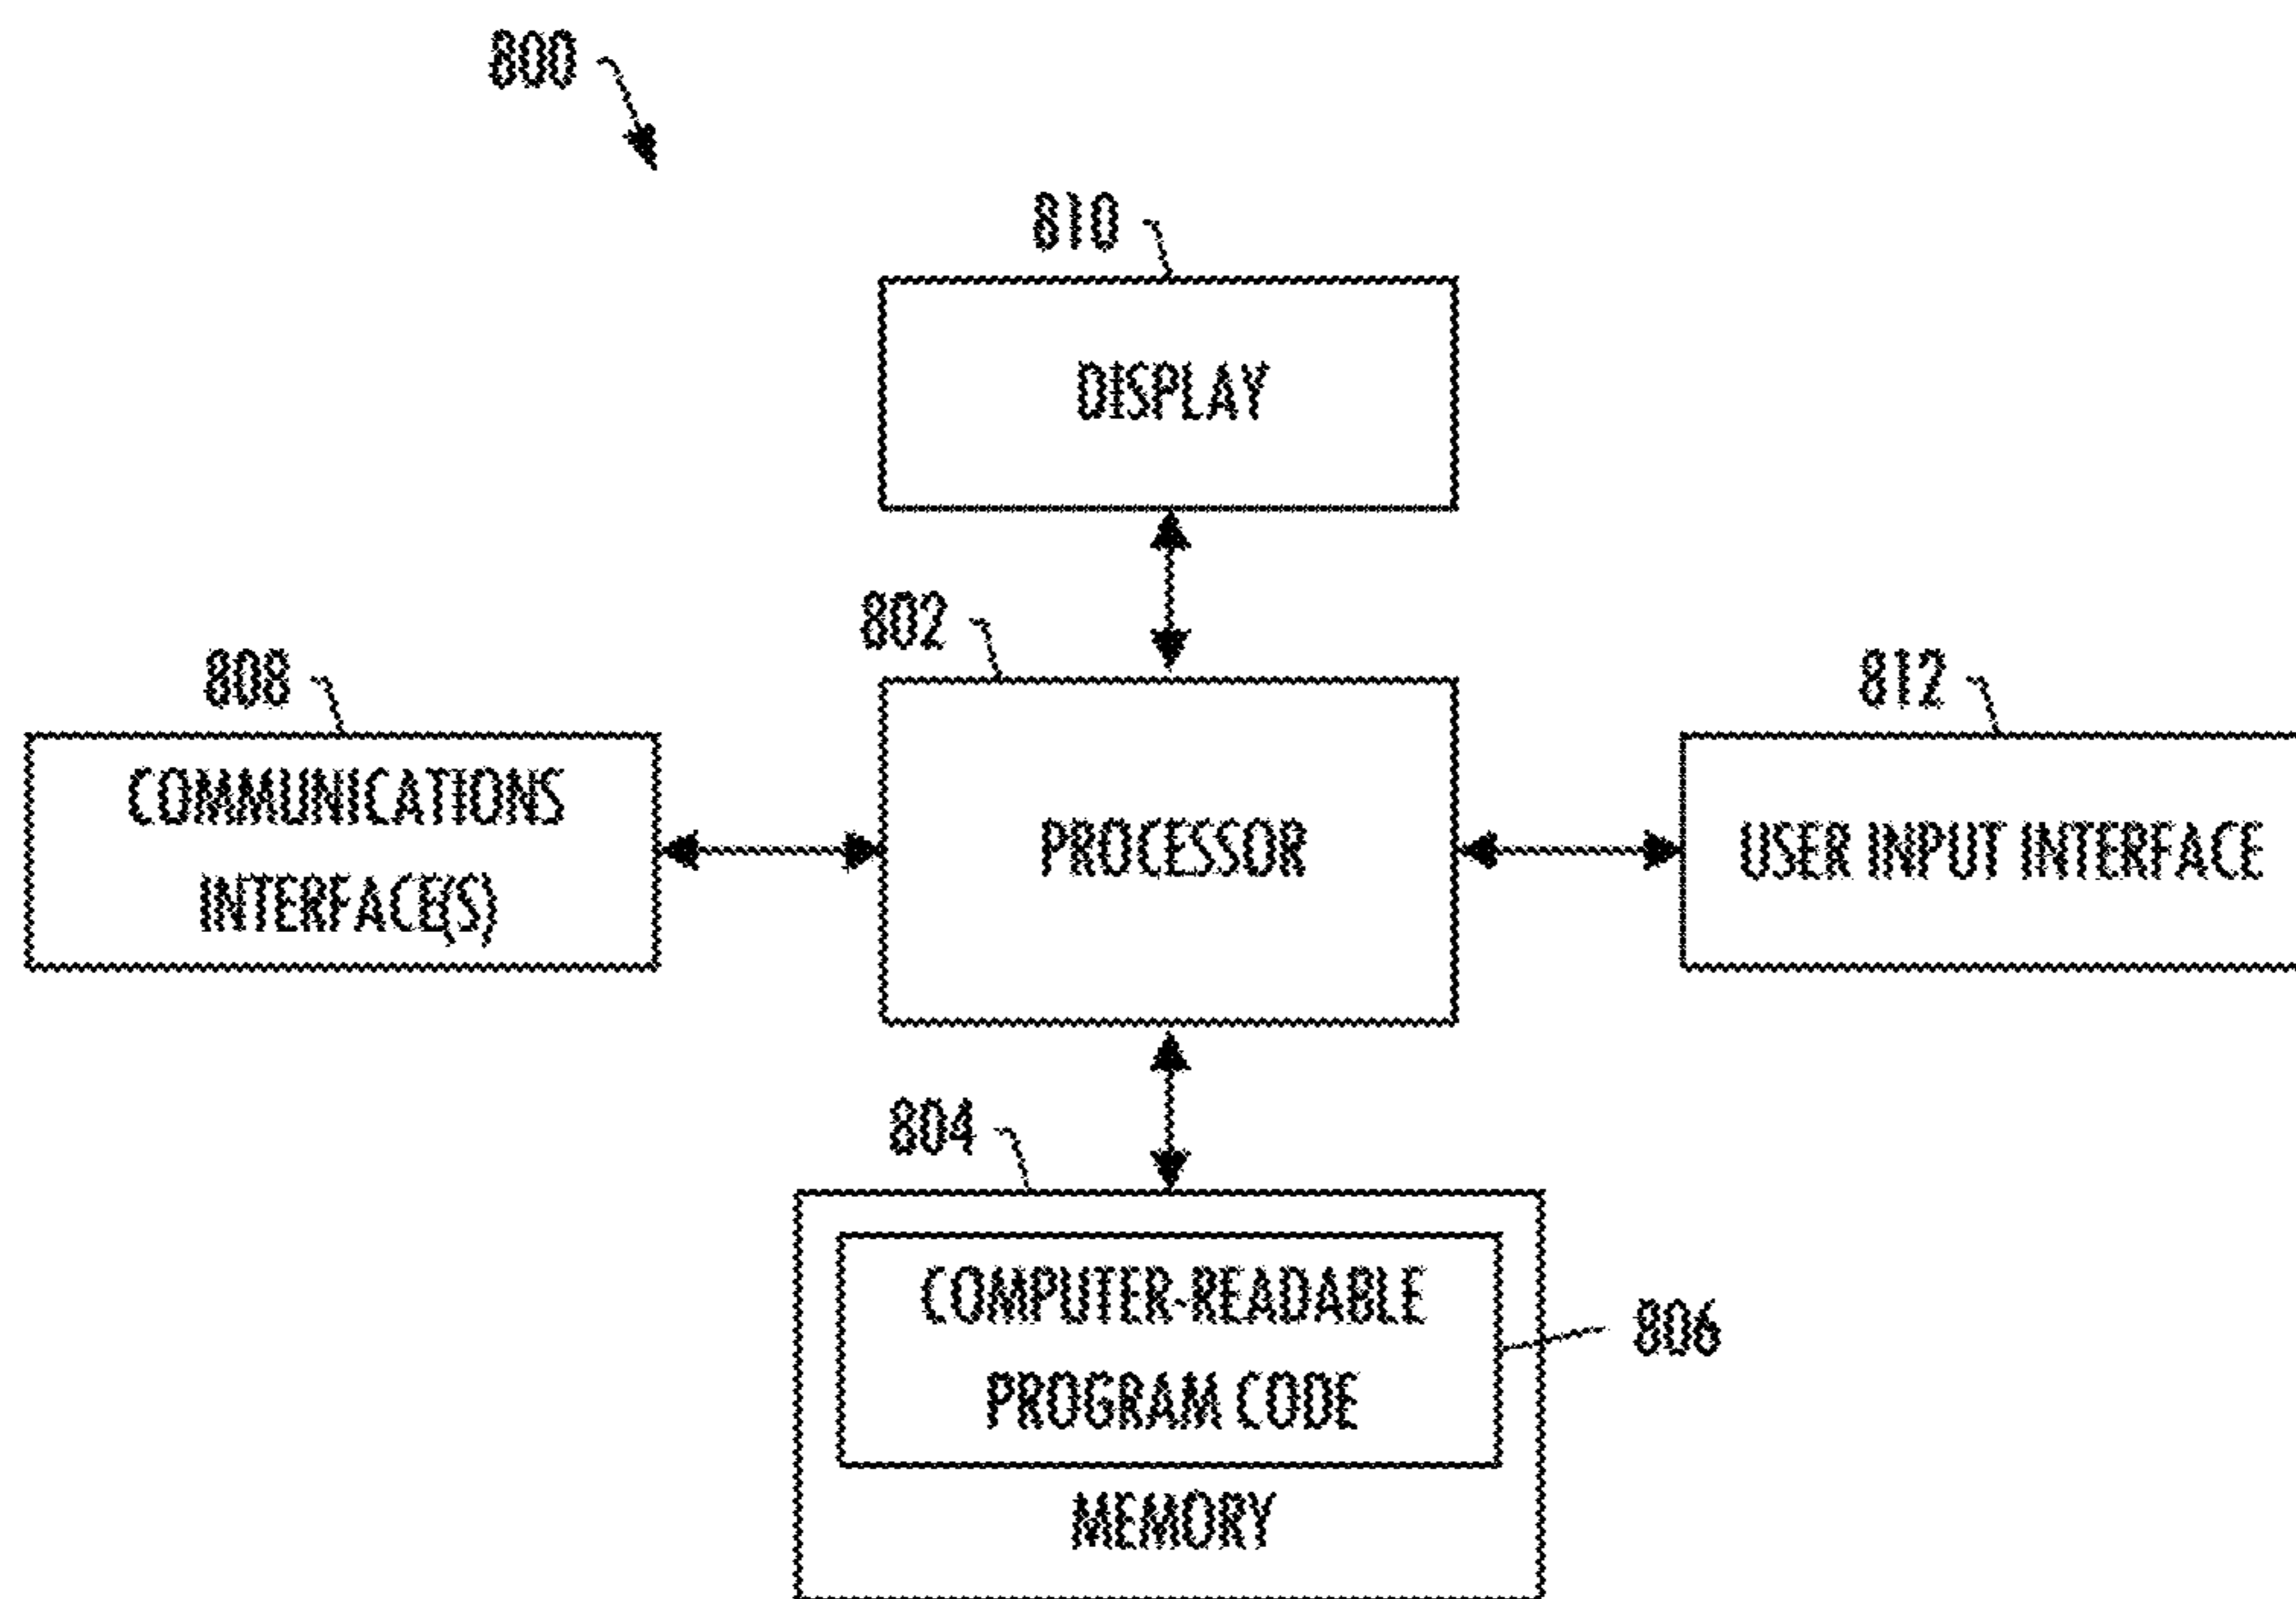 800
810
DISPLAY
802
808
812
COMMUNICATIONS
INTERFACE(S)
PROCESSOR
USER INPUT INTERFACE
804
COMPUTER-READABLE
PROGRAM CODE
806
MEMORY